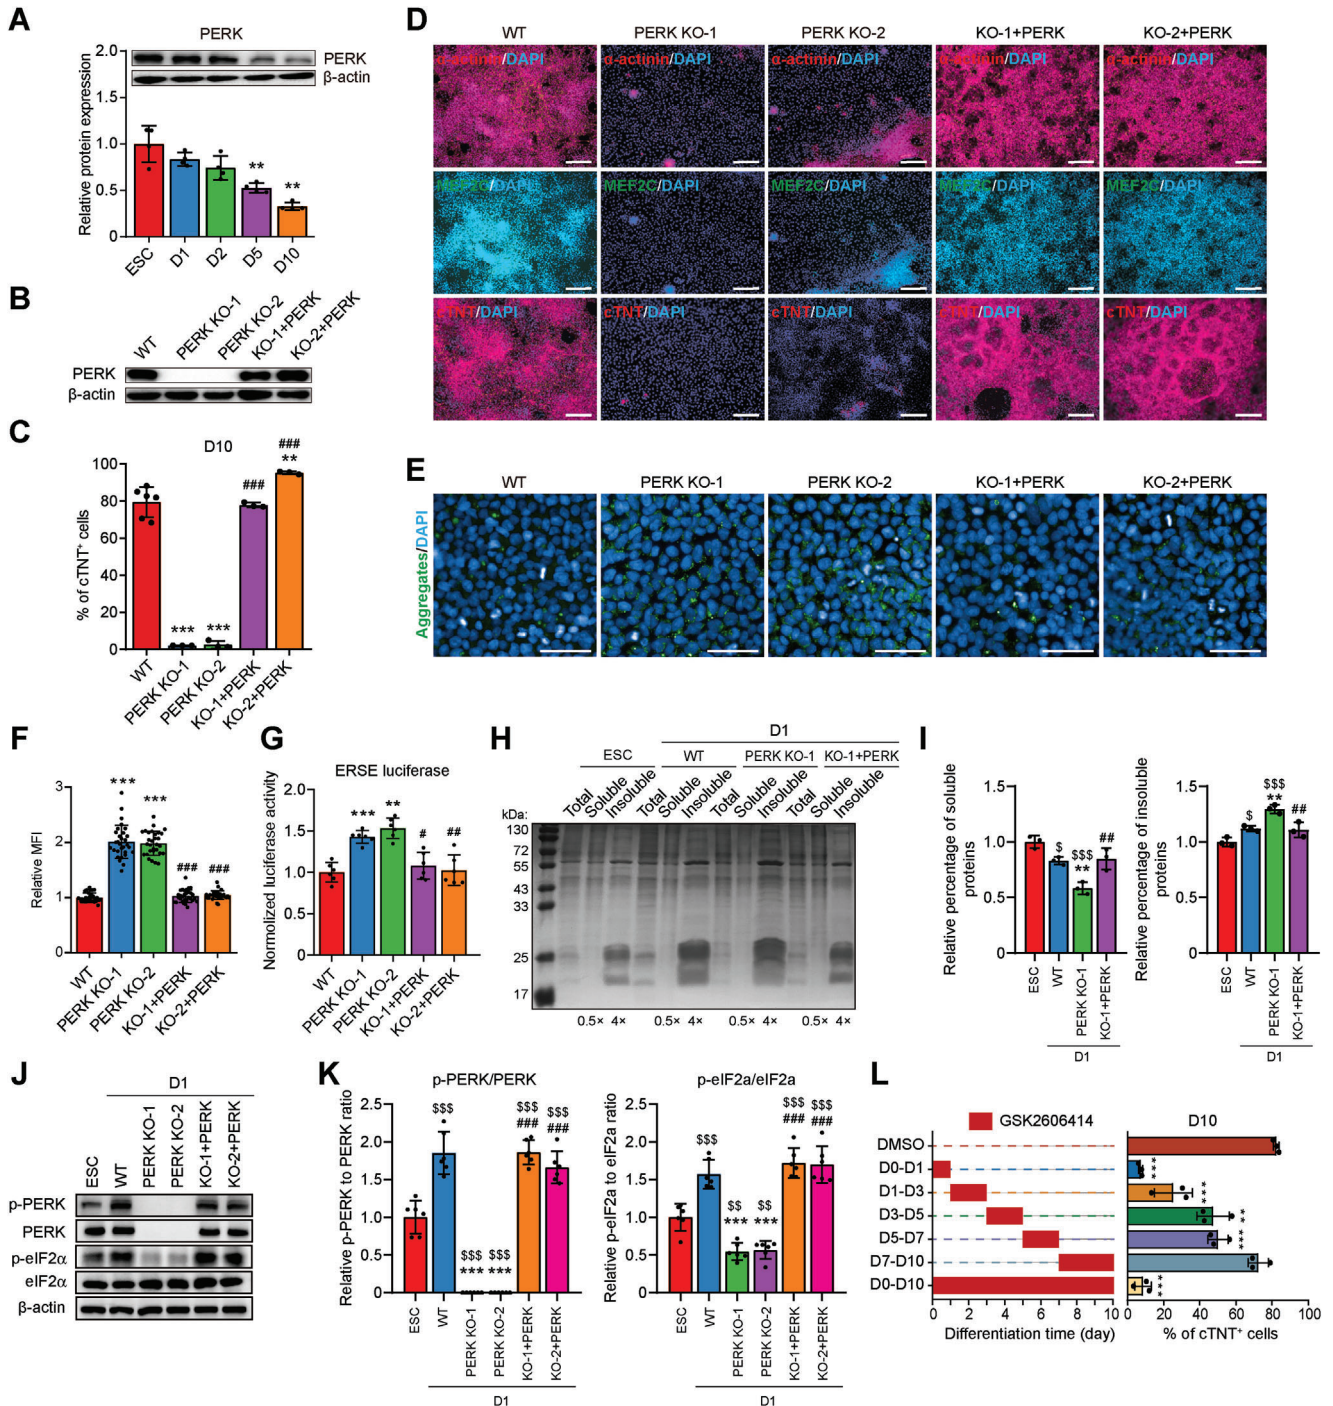 A
PERK
2.0
1.5
1.0
0.5
0
Relative protein expression
PERK
β-actin
**
**
ESC
D1
D2
D5
D10
B
WT
PERK KO-1
PERK KO-2
KO-1+PERK
KO-2+PERK
PERK
β-actin
C
D10
100
80
60
40
20
0
% of cTNT⁺ cells
***
***
###
###
**
WT
PERK KO-1
PERK KO-2
KO-1+PERK
KO-2+PERK
D
WT
PERK KO-1
PERK KO-2
KO-1+PERK
KO-2+PERK
α-actinin/DAPI
α-actinin/DAPI
α-actinin/DAPI
α-actinin/DAPI
α-actinin/DAPI
MEF2C/DAPI
MEF2C/DAPI
MEF2C/DAPI
MEF2C/DAPI
MEF2C/DAPI
cTNT/DAPI
cTNT/DAPI
cTNT/DAPI
cTNT/DAPI
cTNT/DAPI
E
WT
PERK KO-1
PERK KO-2
KO-1+PERK
KO-2+PERK
Aggregates/DAPI
F
3
2
1
0
Relative MFI
***
***
###
###
WT
PERK KO-1
PERK KO-2
KO-1+PERK
KO-2+PERK
G
ERSE luciferase
2.0
1.5
1.0
0.5
0
Normalized luciferase activity
***
**
#
##
WT
PERK KO-1
PERK KO-2
KO-1+PERK
KO-2+PERK
H
D1
ESC
WT
PERK KO-1
KO-1+PERK
Total
Soluble
Insoluble
Total
Soluble
Insoluble
Total
Soluble
Insoluble
Total
Soluble
Insoluble
kDa:
130
72
55
43
33
25
17
0.5× 4×
0.5× 4×
0.5× 4×
0.5× 4×
I
1.5
1.0
0.5
0
Relative percentage of soluble
proteins
$
$$$
**
##
ESC
WT
PERK KO-1
KO-1+PERK
D1
1.5
1.0
0.5
0
Relative percentage of insoluble
proteins
$
$$$
**
##
ESC
WT
PERK KO-1
KO-1+PERK
D1
J
D1
ESC
WT
PERK KO-1
PERK KO-2
KO-1+PERK
KO-2+PERK
p-PERK
PERK
p-eIF2α
eIF2α
β-actin
K
p-PERK/PERK
2.5
2.0
1.5
1.0
0.5
0
Relative p-PERK to PERK ratio
$$$
$$$
***
$$$
***
$$$
###
$$$
###
ESC
WT
PERK KO-1
PERK KO-2
KO-1+PERK
KO-2+PERK
D1
p-eIF2a/eIF2a
2.5
2.0
1.5
1.0
0.5
0
Relative p-eIF2a to eIF2a ratio
$$$
$$
***
$$
***
$$$
###
$$$
###
ESC
WT
PERK KO-1
PERK KO-2
KO-1+PERK
KO-2+PERK
D1
L
GSK2606414
D10
DMSO
D0-D1
***
D1-D3
***
D3-D5
**
D5-D7
***
D7-D10
D0-D10
***
0 2 4 6 8 10
Differentiation time (day)
0 20 40 60 80 100
% of cTNT⁺ cells